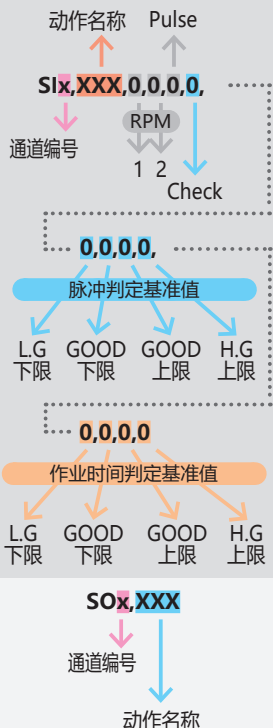 动作名称 Pulse
SIx,XXX,0,0,0,0,
RPM
通道编号
1 2
Check
0,0,0,0,
脉冲判定基准值
L.G GOOD GOOD H.G
下限 下限 上限 上限
0,0,0,0
作业时间判定基准值
L.G GOOD GOOD H.G
下限 下限 上限 上限
SOx,XXX
通道编号
动作名称